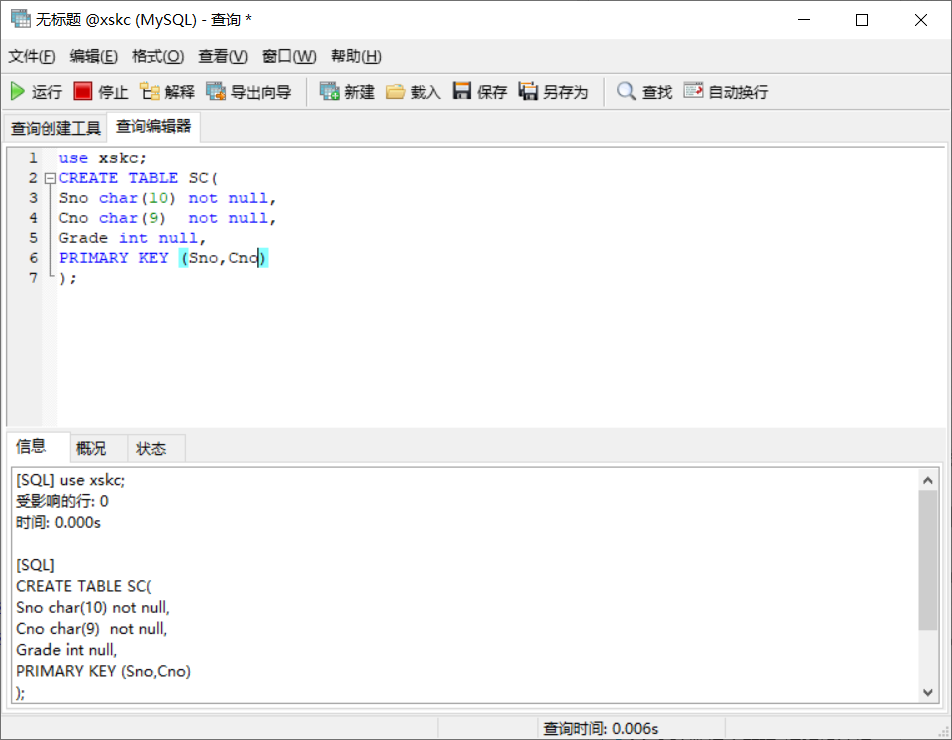 无标题 @xskc (MySQL) - 查询 *
文件(F) 编辑(E) 格式(O) 查看(V) 窗口(W) 帮助(H)
运行 停止 解释 导出向导 新建 载入 保存 另存为 查找 自动换行
查询创建工具 查询编辑器
1 use xskc;
2 CREATE TABLE SC(
3 Sno char(10) not null,
4 Cno char(9)  not null,
5 Grade int null,
6 PRIMARY KEY (Sno,Cno)
7 );
信息 概况 状态
[SQL] use xskc;
受影响的行: 0
时间: 0.000s
[SQL]
CREATE TABLE SC(
Sno char(10) not null,
Cno char(9)  not null,
Grade int null,
PRIMARY KEY (Sno,Cno)
);
查询时间: 0.006s